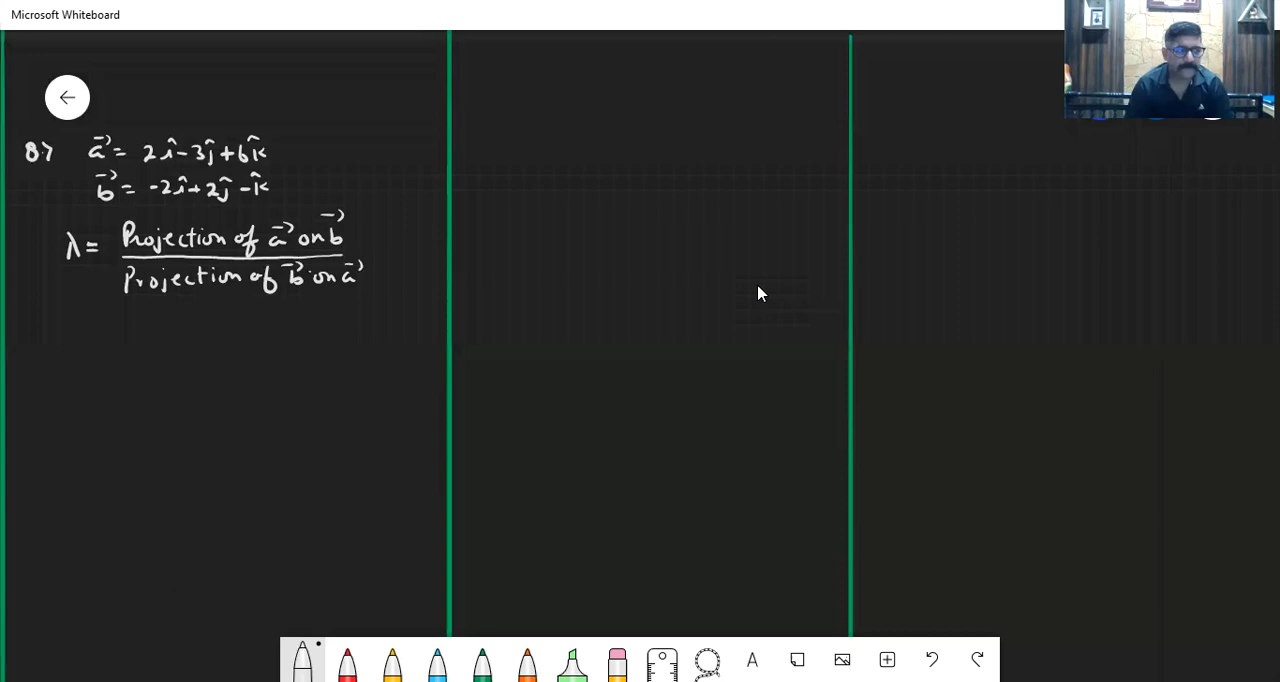 Microsoft Whiteboard
8.> a⃗ = 2î - 3ĵ + 6k̂
b⃗ = -2î + 2ĵ - k̂
λ = Projection of a⃗ on b⃗
Projection of b⃗ on a⃗
A